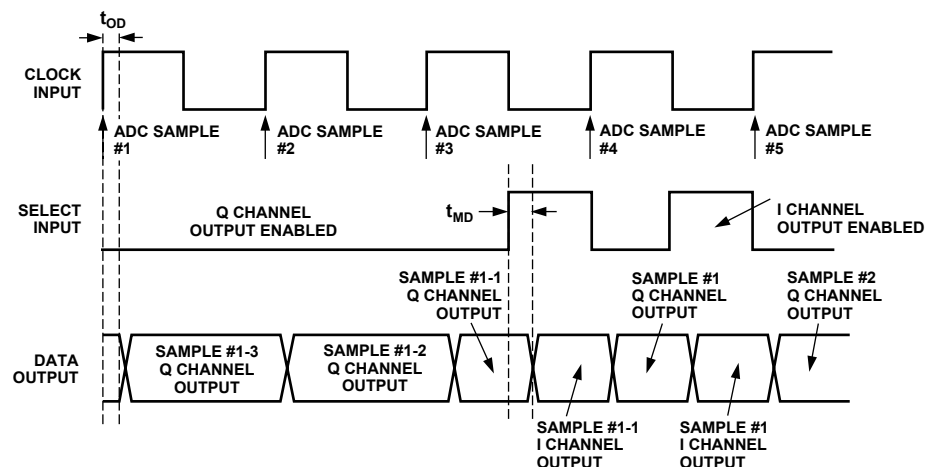 tOD
CLOCK
INPUT
ADC SAMPLE
#1
ADC SAMPLE
#2
ADC SAMPLE
#3
ADC SAMPLE
#4
ADC SAMPLE
#5
SELECT
INPUT
Q CHANNEL
OUTPUT ENABLED
tMD
I CHANNEL
OUTPUT ENABLED
SAMPLE #1-1
Q CHANNEL
OUTPUT
SAMPLE #1
Q CHANNEL
OUTPUT
SAMPLE #2
Q CHANNEL
OUTPUT
DATA
OUTPUT
SAMPLE #1-3
Q CHANNEL
OUTPUT
SAMPLE #1-2
Q CHANNEL
OUTPUT
SAMPLE #1-1
I CHANNEL
OUTPUT
SAMPLE #1
I CHANNEL
OUTPUT